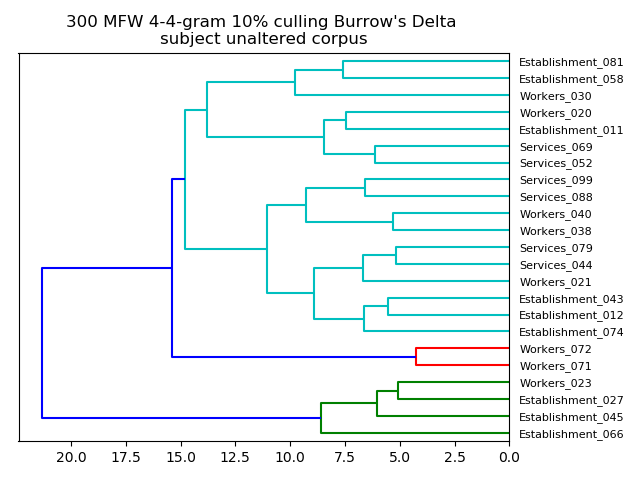 300 MFW 4-4-gram 10% culling Burrow's Delta
subject unaltered corpus
Establishment_081
Establishment_058
Workers_030
Workers_020
Establishment_011
Services_069
Services_052
Services_099
Services_088
Workers_040
Workers_038
Services_079
Services_044
Workers_021
Establishment_043
Establishment_012
Establishment_074
Workers_072
Workers_071
Workers_023
Establishment_027
Establishment_045
Establishment_066
20.0 17.5 15.0 12.5 10.0 7.5 5.0 2.5 0.0